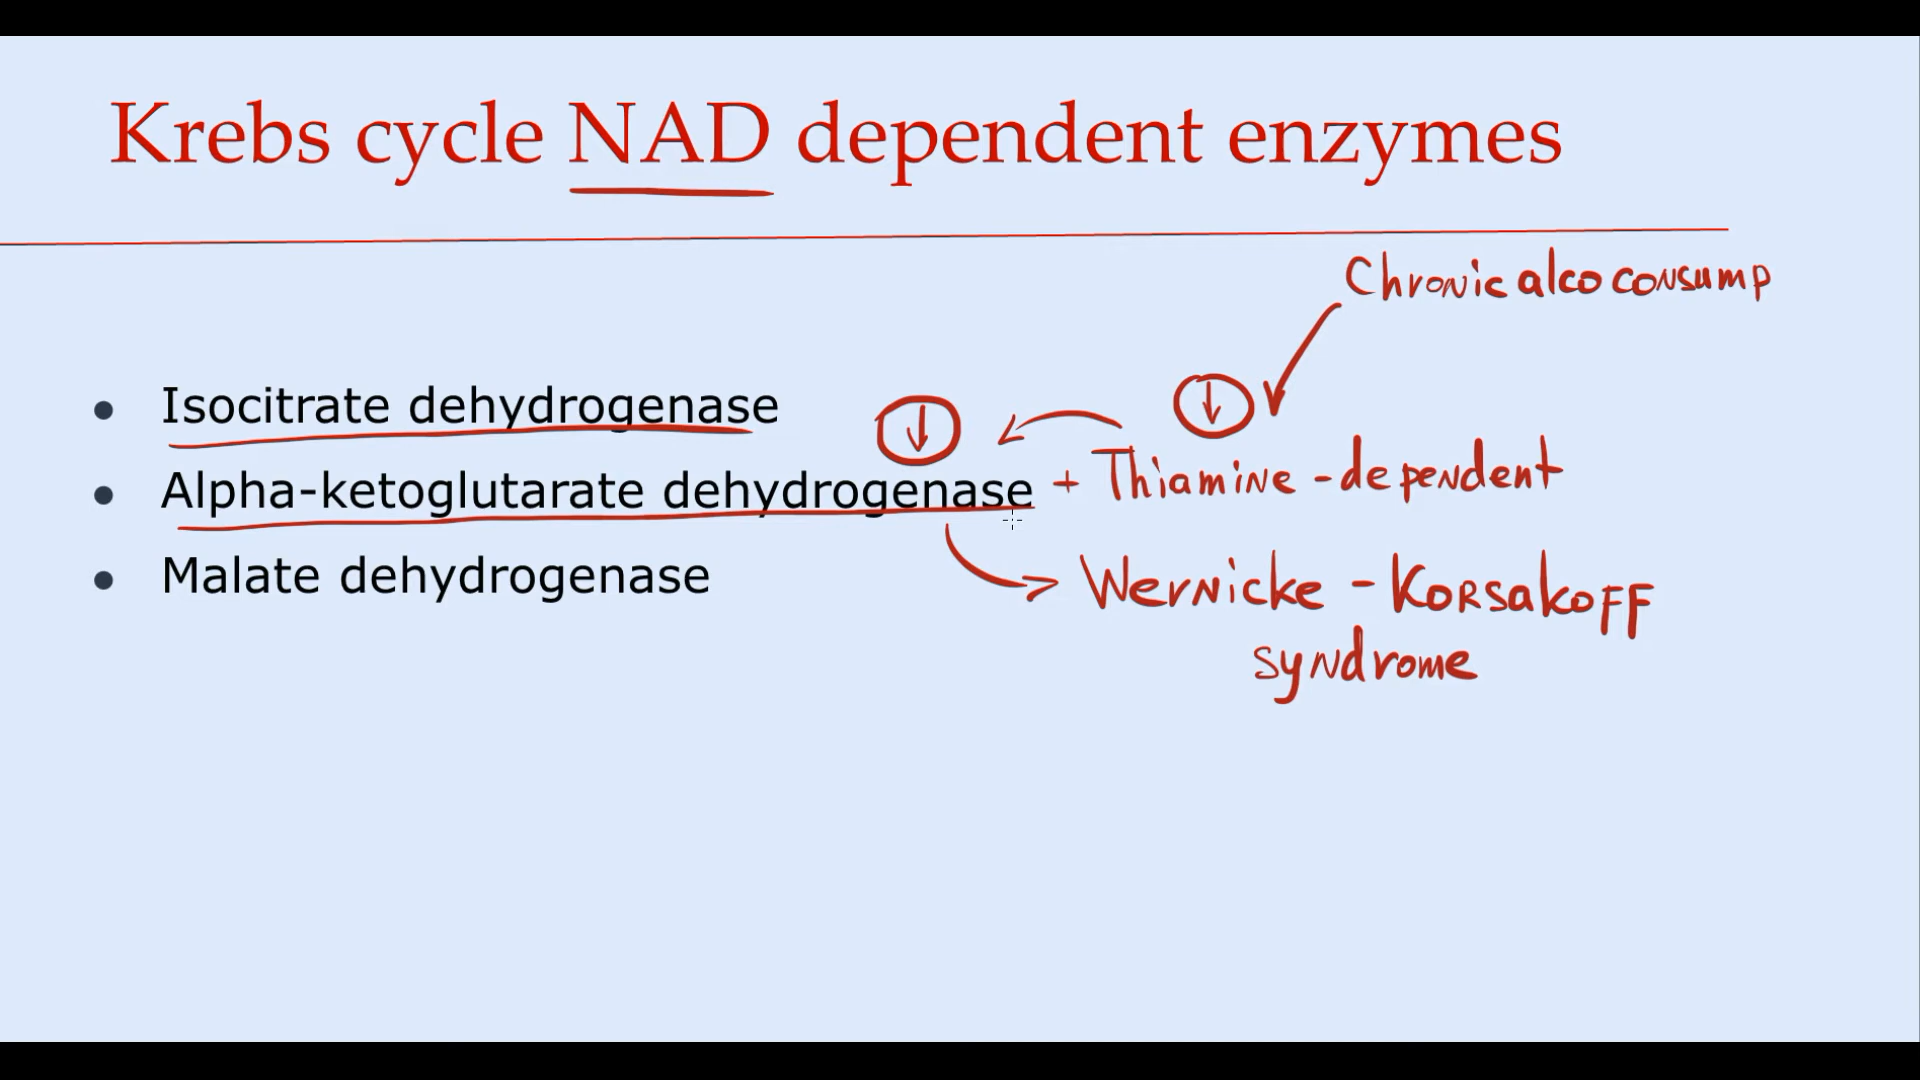 Krebs cycle NAD dependent enzymes
Chronic alco consump
• Isocitrate dehydrogenase
↓ ↓
• Alpha-ketoglutarate dehydrogenase + Thiamine - dependent
• Malate dehydrogenase
Wernicke - Korsakoff
syndrome